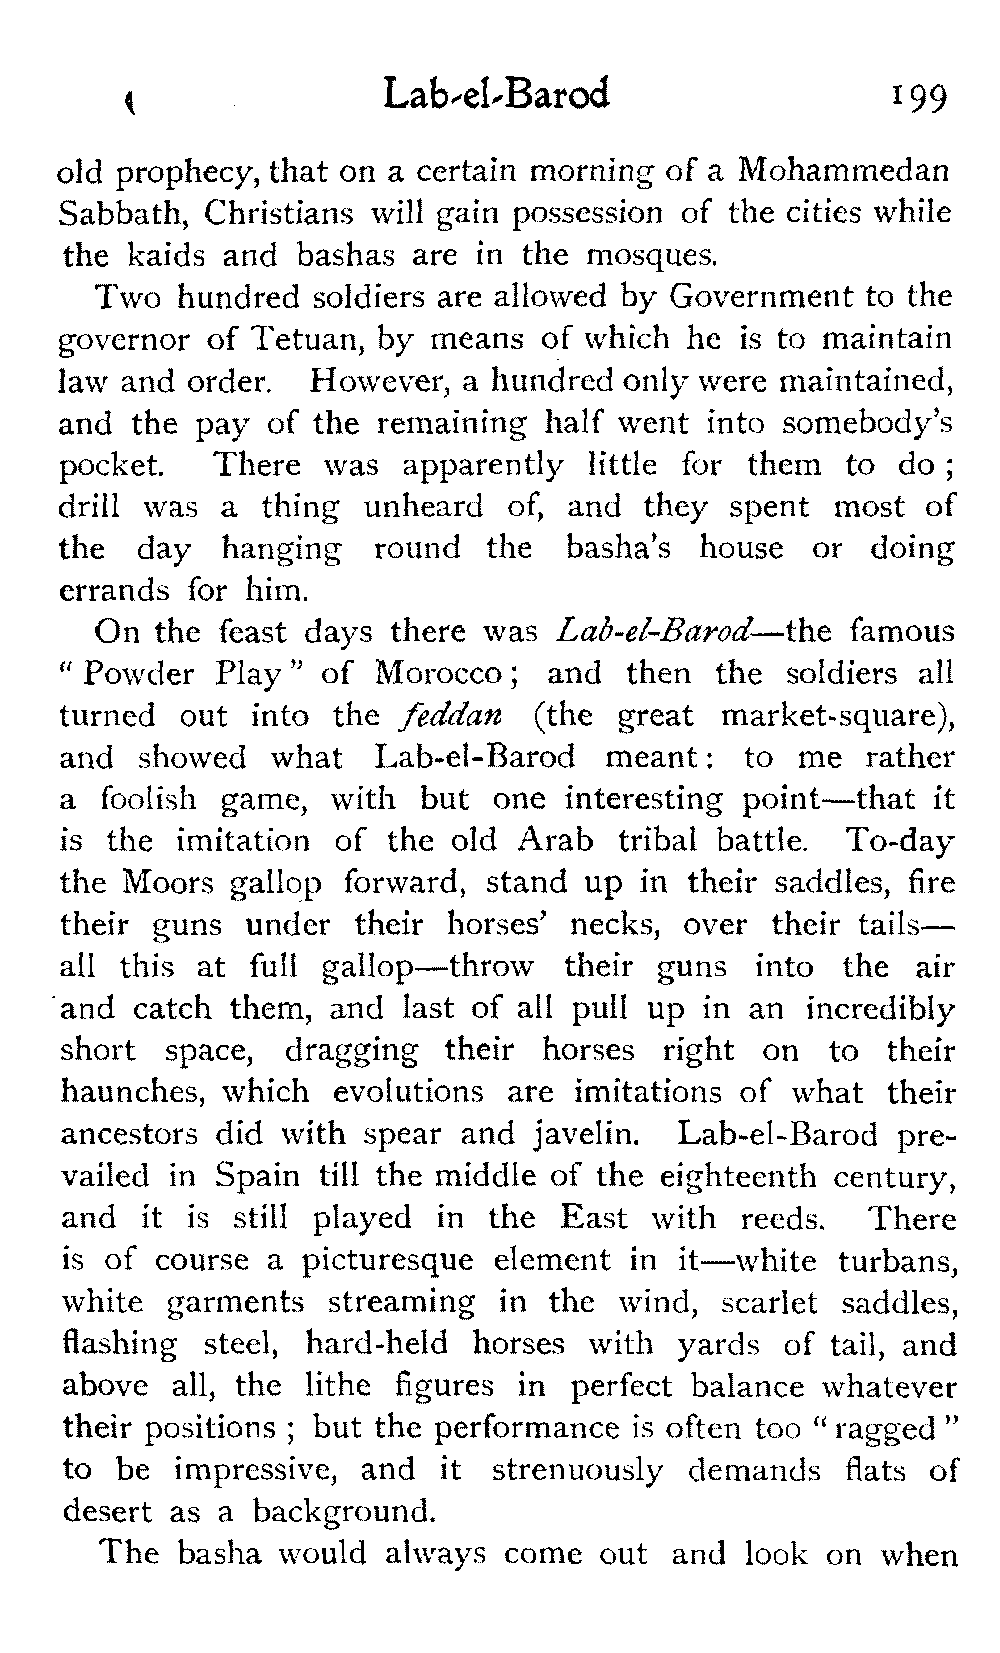 Lab-el-Barod 199
old prophecy, that on a certain morning of a Mohammedan
Sabbath, Christians will gain possession of the cities while
the kaids and bashas are in the mosques.
Two hundred soldiers are allowed by Government to the
governor of Tetuan, by means of which he is to maintain
law and order. However, a hundred only were maintained,
and the pay of the remaining half went into somebody's
pocket. There was apparently little for them to do ;
drill was a thing unheard of, and they spent most of
the day hanging round the basha's house or doing
errands for him.
On the feast days there was Lab-el-Barod—the famous
" Powder Play " of Morocco ; and then the soldiers all
turned out into the feddan (the great market-square),
and showed what Lab-el-Barod meant : to me rather
a foolish game, with but one interesting point—that it
is the imitation of the old Arab tribal battle. To-day
the Moors gallop forward, stand up in their saddles, fire
their guns under their horses' necks, over their tails—
all this at full gallop—throw their guns into the air
and catch them, and last of all pull up in an incredibly
short space, dragging their horses right on to their
haunches, which evolutions are imitations of what their
ancestors did with spear and javelin. Lab-el-Barod pre-
vailed in Spain till the middle of the eighteenth century,
and it is still played in the East with reeds. There
is of course a picturesque element in it—white turbans,
white garments streaming in the wind, scarlet saddles,
flashing steel, hard-held horses with yards of tail, and
above all, the lithe figures in perfect balance whatever
their positions ; but the performance is often too " ragged "
to be impressive, and it strenuously demands flats of
desert as a background.
The basha would always come out and look on when